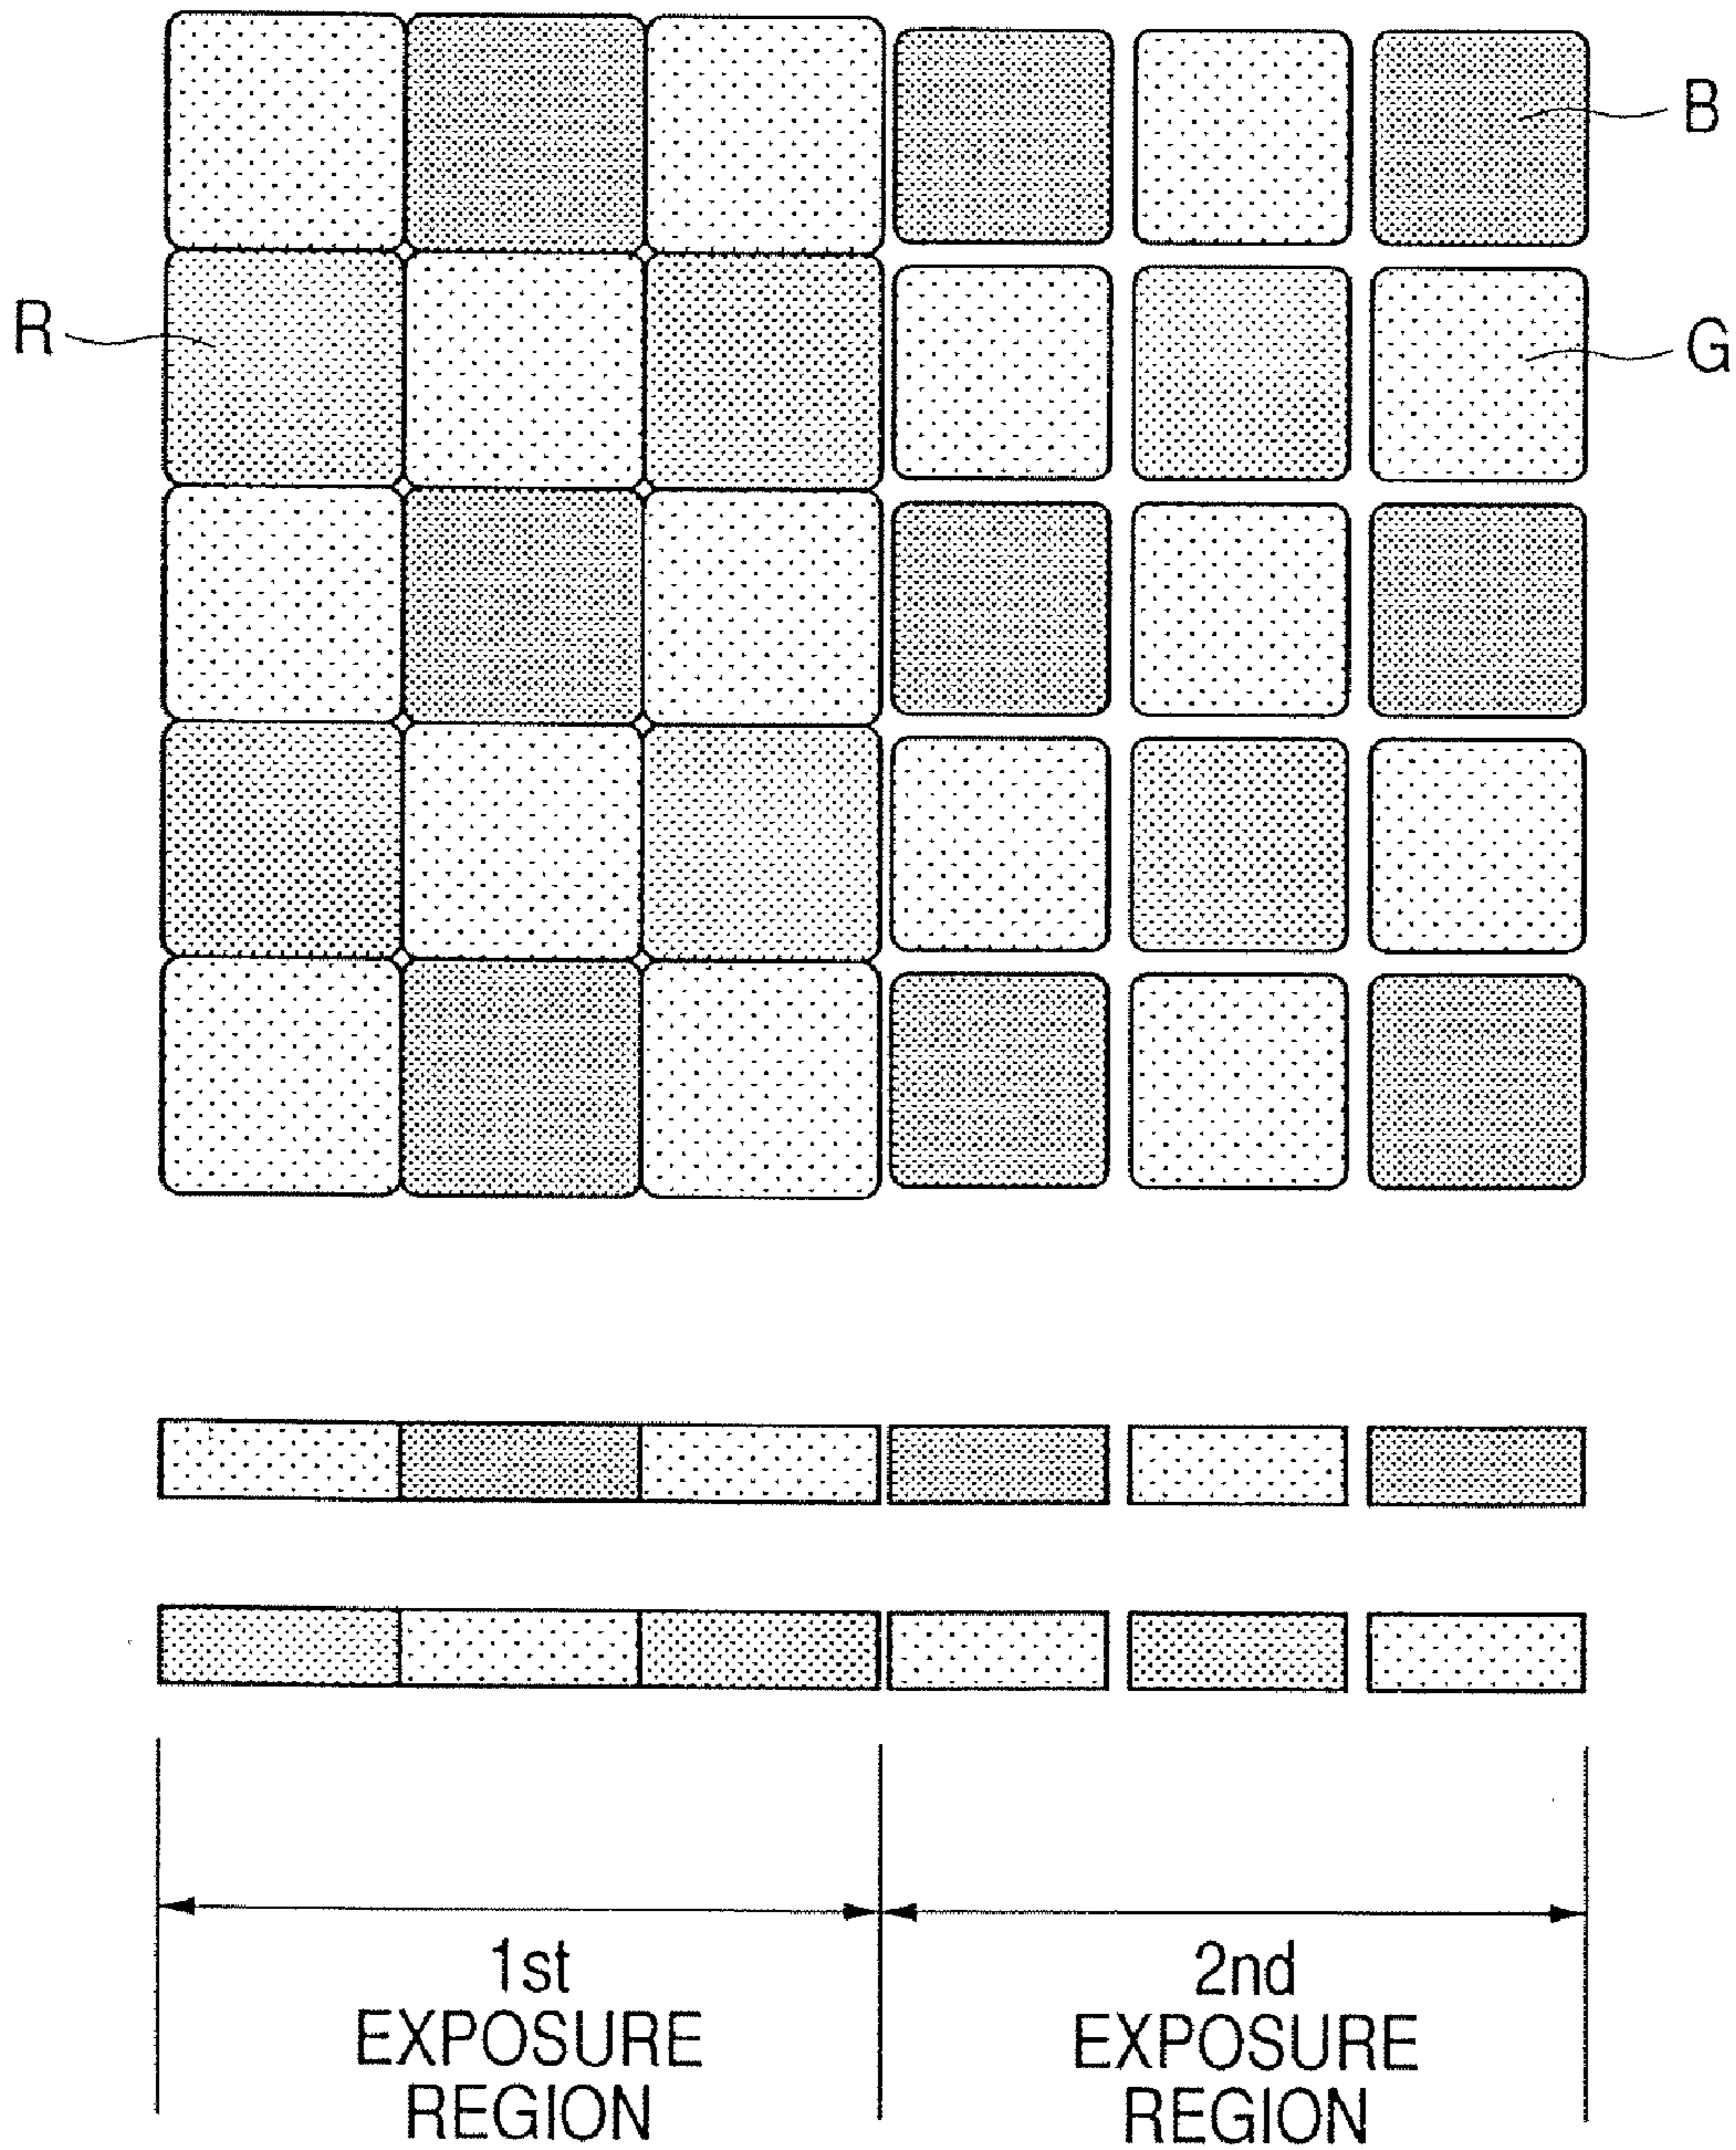 B
R
G
1st
EXPOSURE
REGION
2nd
EXPOSURE
REGION